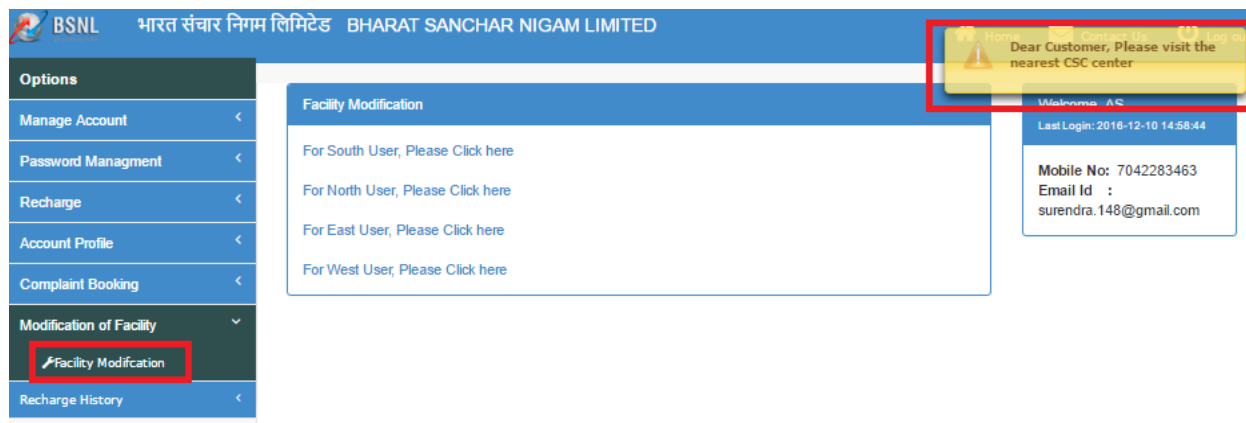 BSNL भारत संचार निगम लिमिटेड BHARAT SANCHAR NIGAM LIMITED
Home Contact Us Log ou
Dear Customer, Please visit the
nearest CSC center
Options
Manage Account
Password Managment
Recharge
Account Profile
Complaint Booking
Modification of Facility
Facility Modifcation
Recharge History
Facility Modification
For South User, Please Click here
For North User, Please Click here
For East User, Please Click here
For West User, Please Click here
Welcome, AS
Last Login: 2016-12-10 14:58:44
Mobile No: 7042283463
Email Id :
surendra.148@gmail.com